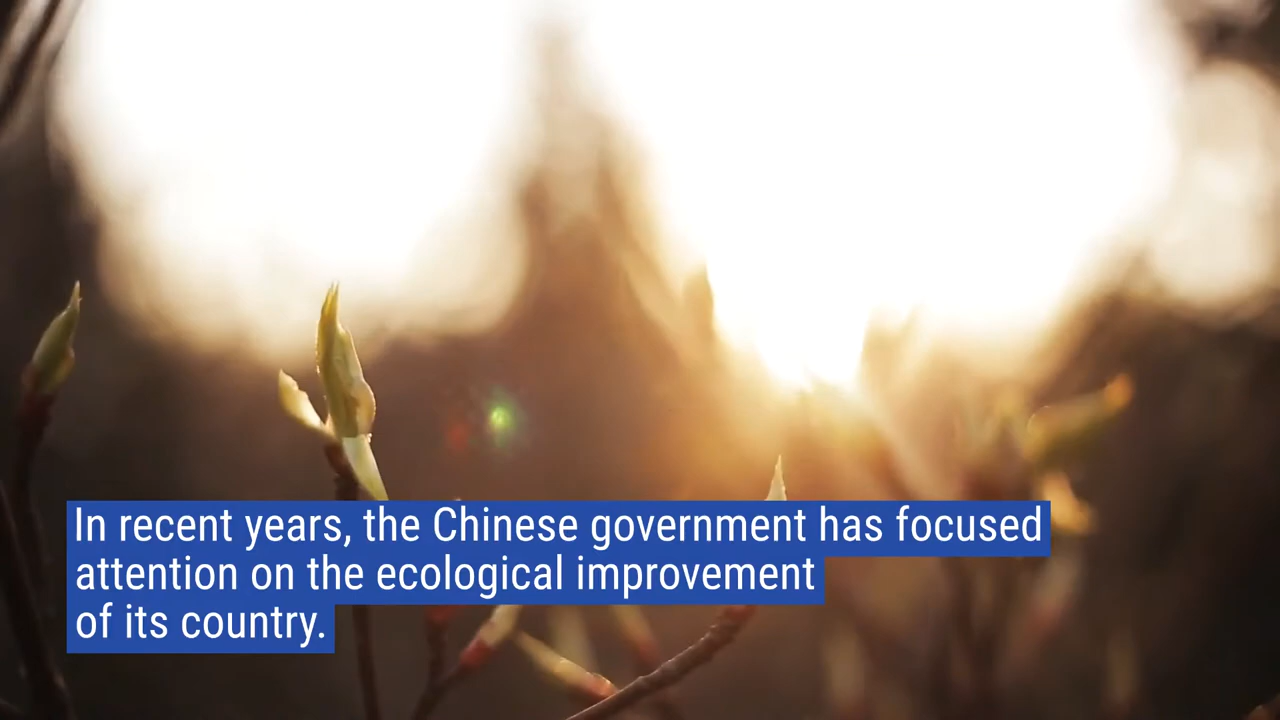 In recent years, the Chinese government has focused
attention on the ecological improvement
of its country.